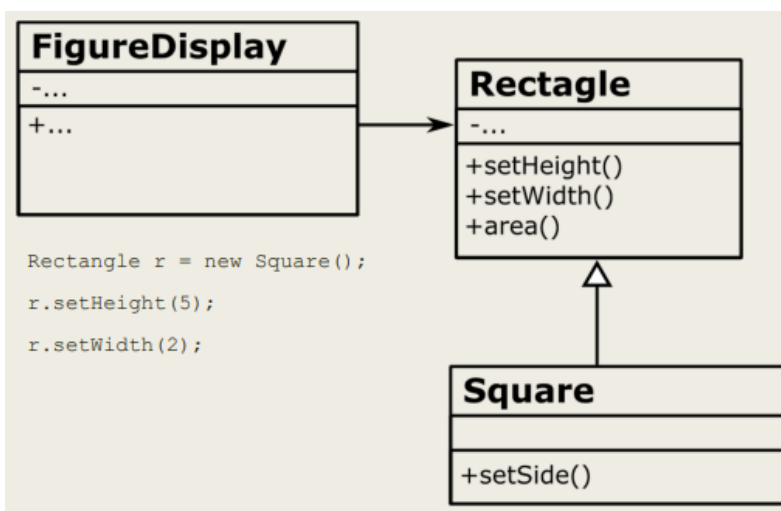 FigureDisplay
-...
+...
Rectagle
-...
+setHeight()
+setWidth()
+area()
Rectangle r = new Square();
r.setHeight(5);
r.setWidth(2);
Square
+setSide()